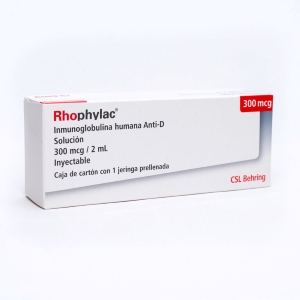 300 mcg
Rhophylac®
Inmunoglobulina humana Anti-D
Solución
300 mcg / 2 mL
Inyectable
Caja de cartón con 1 jeringa prellenada
CSL Behring